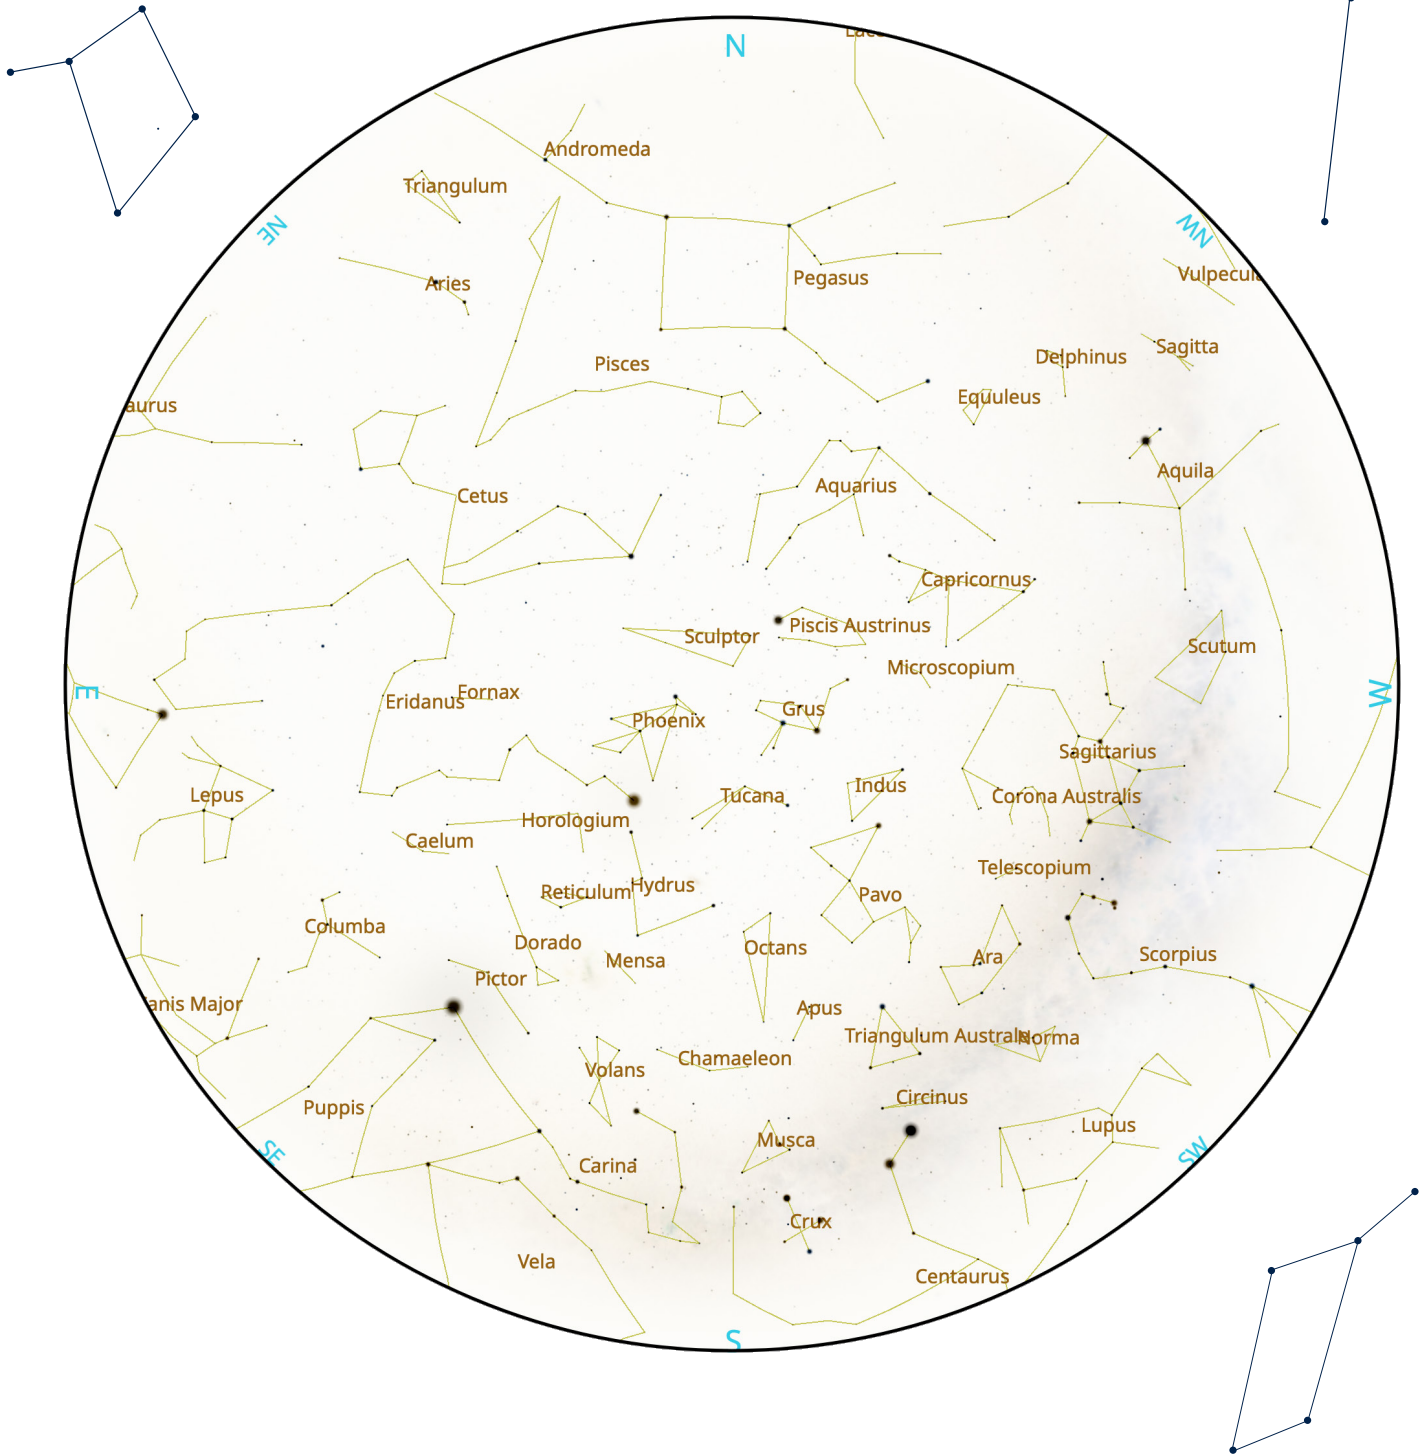 Lac
N
Andromeda
Triangulum
NE
NW
Vulpecula
Pegasus
Aries
Sagitta
Delphinus
Pisces
Equuleus
aurus
Aquila
Aquarius
Cetus
Capricornus
Piscis Austrinus
Sculptor
Scutum
Microscopium
E
Fornax
W
Eridanus
Grus
Phoenix
Sagittarius
Indus
Lepus
Tucana
Corona Australis
Horologium
Caelum
Telescopium
Hydrus
Reticulum
Pavo
Columba
Dorado
Octans
Scorpius
Ara
Mensa
Pictor
anis Major
Apus
Triangulum Australe
Norma
Chamaeleon
Volans
Circinus
Puppis
Lupus
Musca
SE
SW
Carina
Crux
Vela
Centaurus
S